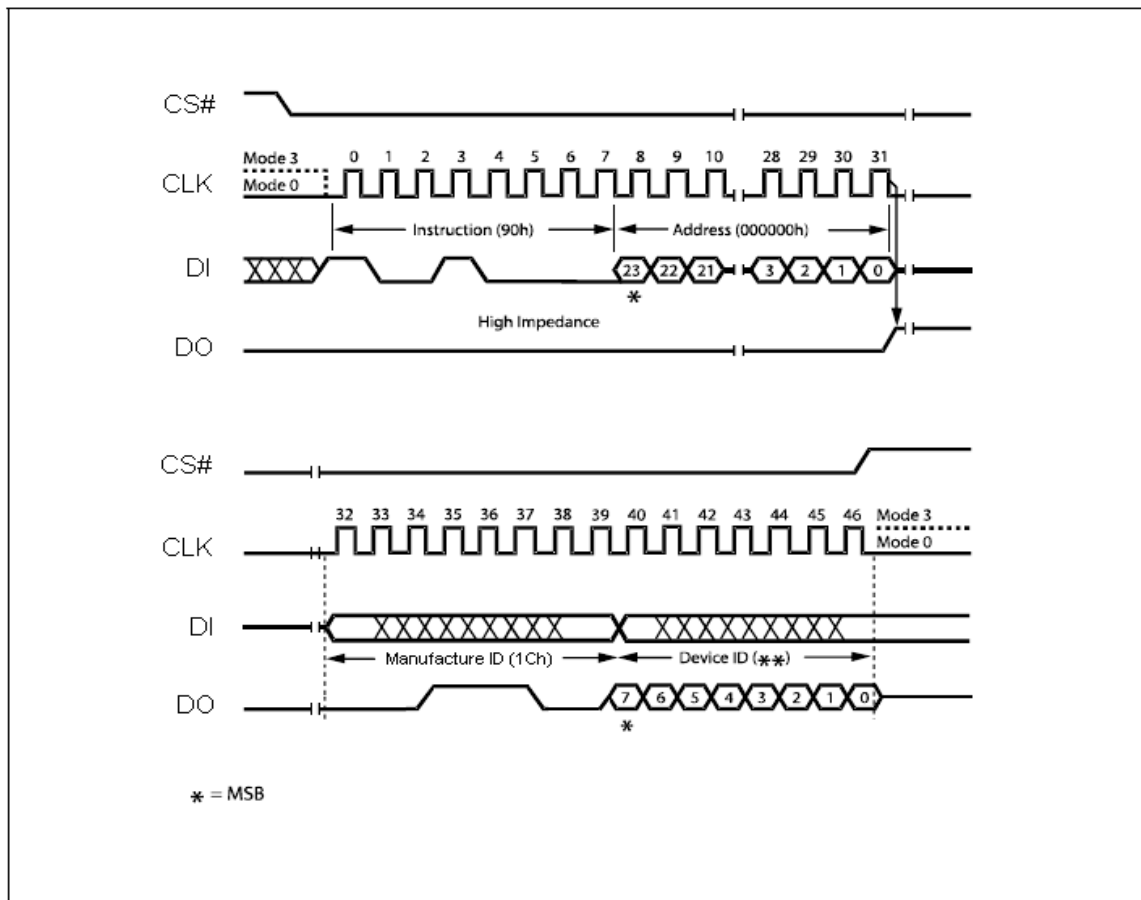 CS#
Mode 3
0 1 2 3 4 5 6 7 8 9 10 28 29 30 31
CLK
Mode 0
Instruction (90h) Address (000000h)
DI 23 22 21 3 2 1 0
*
High Impedance
DO
CS#
32 33 34 35 36 37 38 39 40 41 42 43 44 45 46 Mode 3
CLK Mode 0
DI
Manufacture ID (1Ch) Device ID (**)
DO 7 6 5 4 3 2 1 0
*
* = MSB